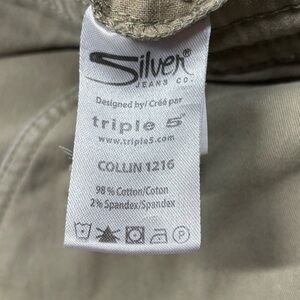 Silver®
JEANS CO.
Designed by/Créé par
triple 5®
www.triple5.com
COLLIN 1216
98% Cotton/Coton
2% Spandex/Spandex
P